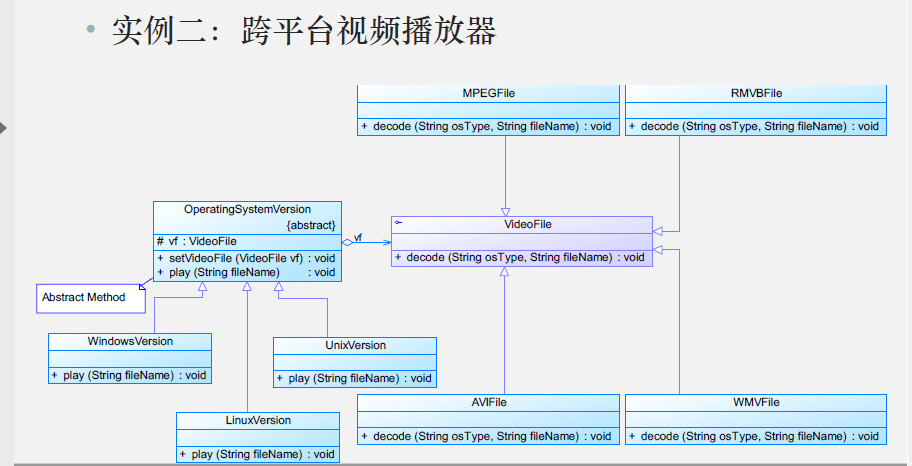 • 实例二：跨平台视频播放器
MPEGFile
+ decode (String osType, String fileName) : void
RMVBFile
+ decode (String osType, String fileName) : void
OperatingSystemVersion
{abstract}
# vf : VideoFile
+ setVideoFile (VideoFile vf) : void
+ play (String fileName) : void
vf
VideoFile
+ decode (String osType, String fileName) : void
Abstract Method
WindowsVersion
+ play (String fileName) : void
UnixVersion
+ play (String fileName) : void
LinuxVersion
+ play (String fileName) : void
AVIFile
+ decode (String osType, String fileName) : void
WMVFile
+ decode (String osType, String fileName) : void